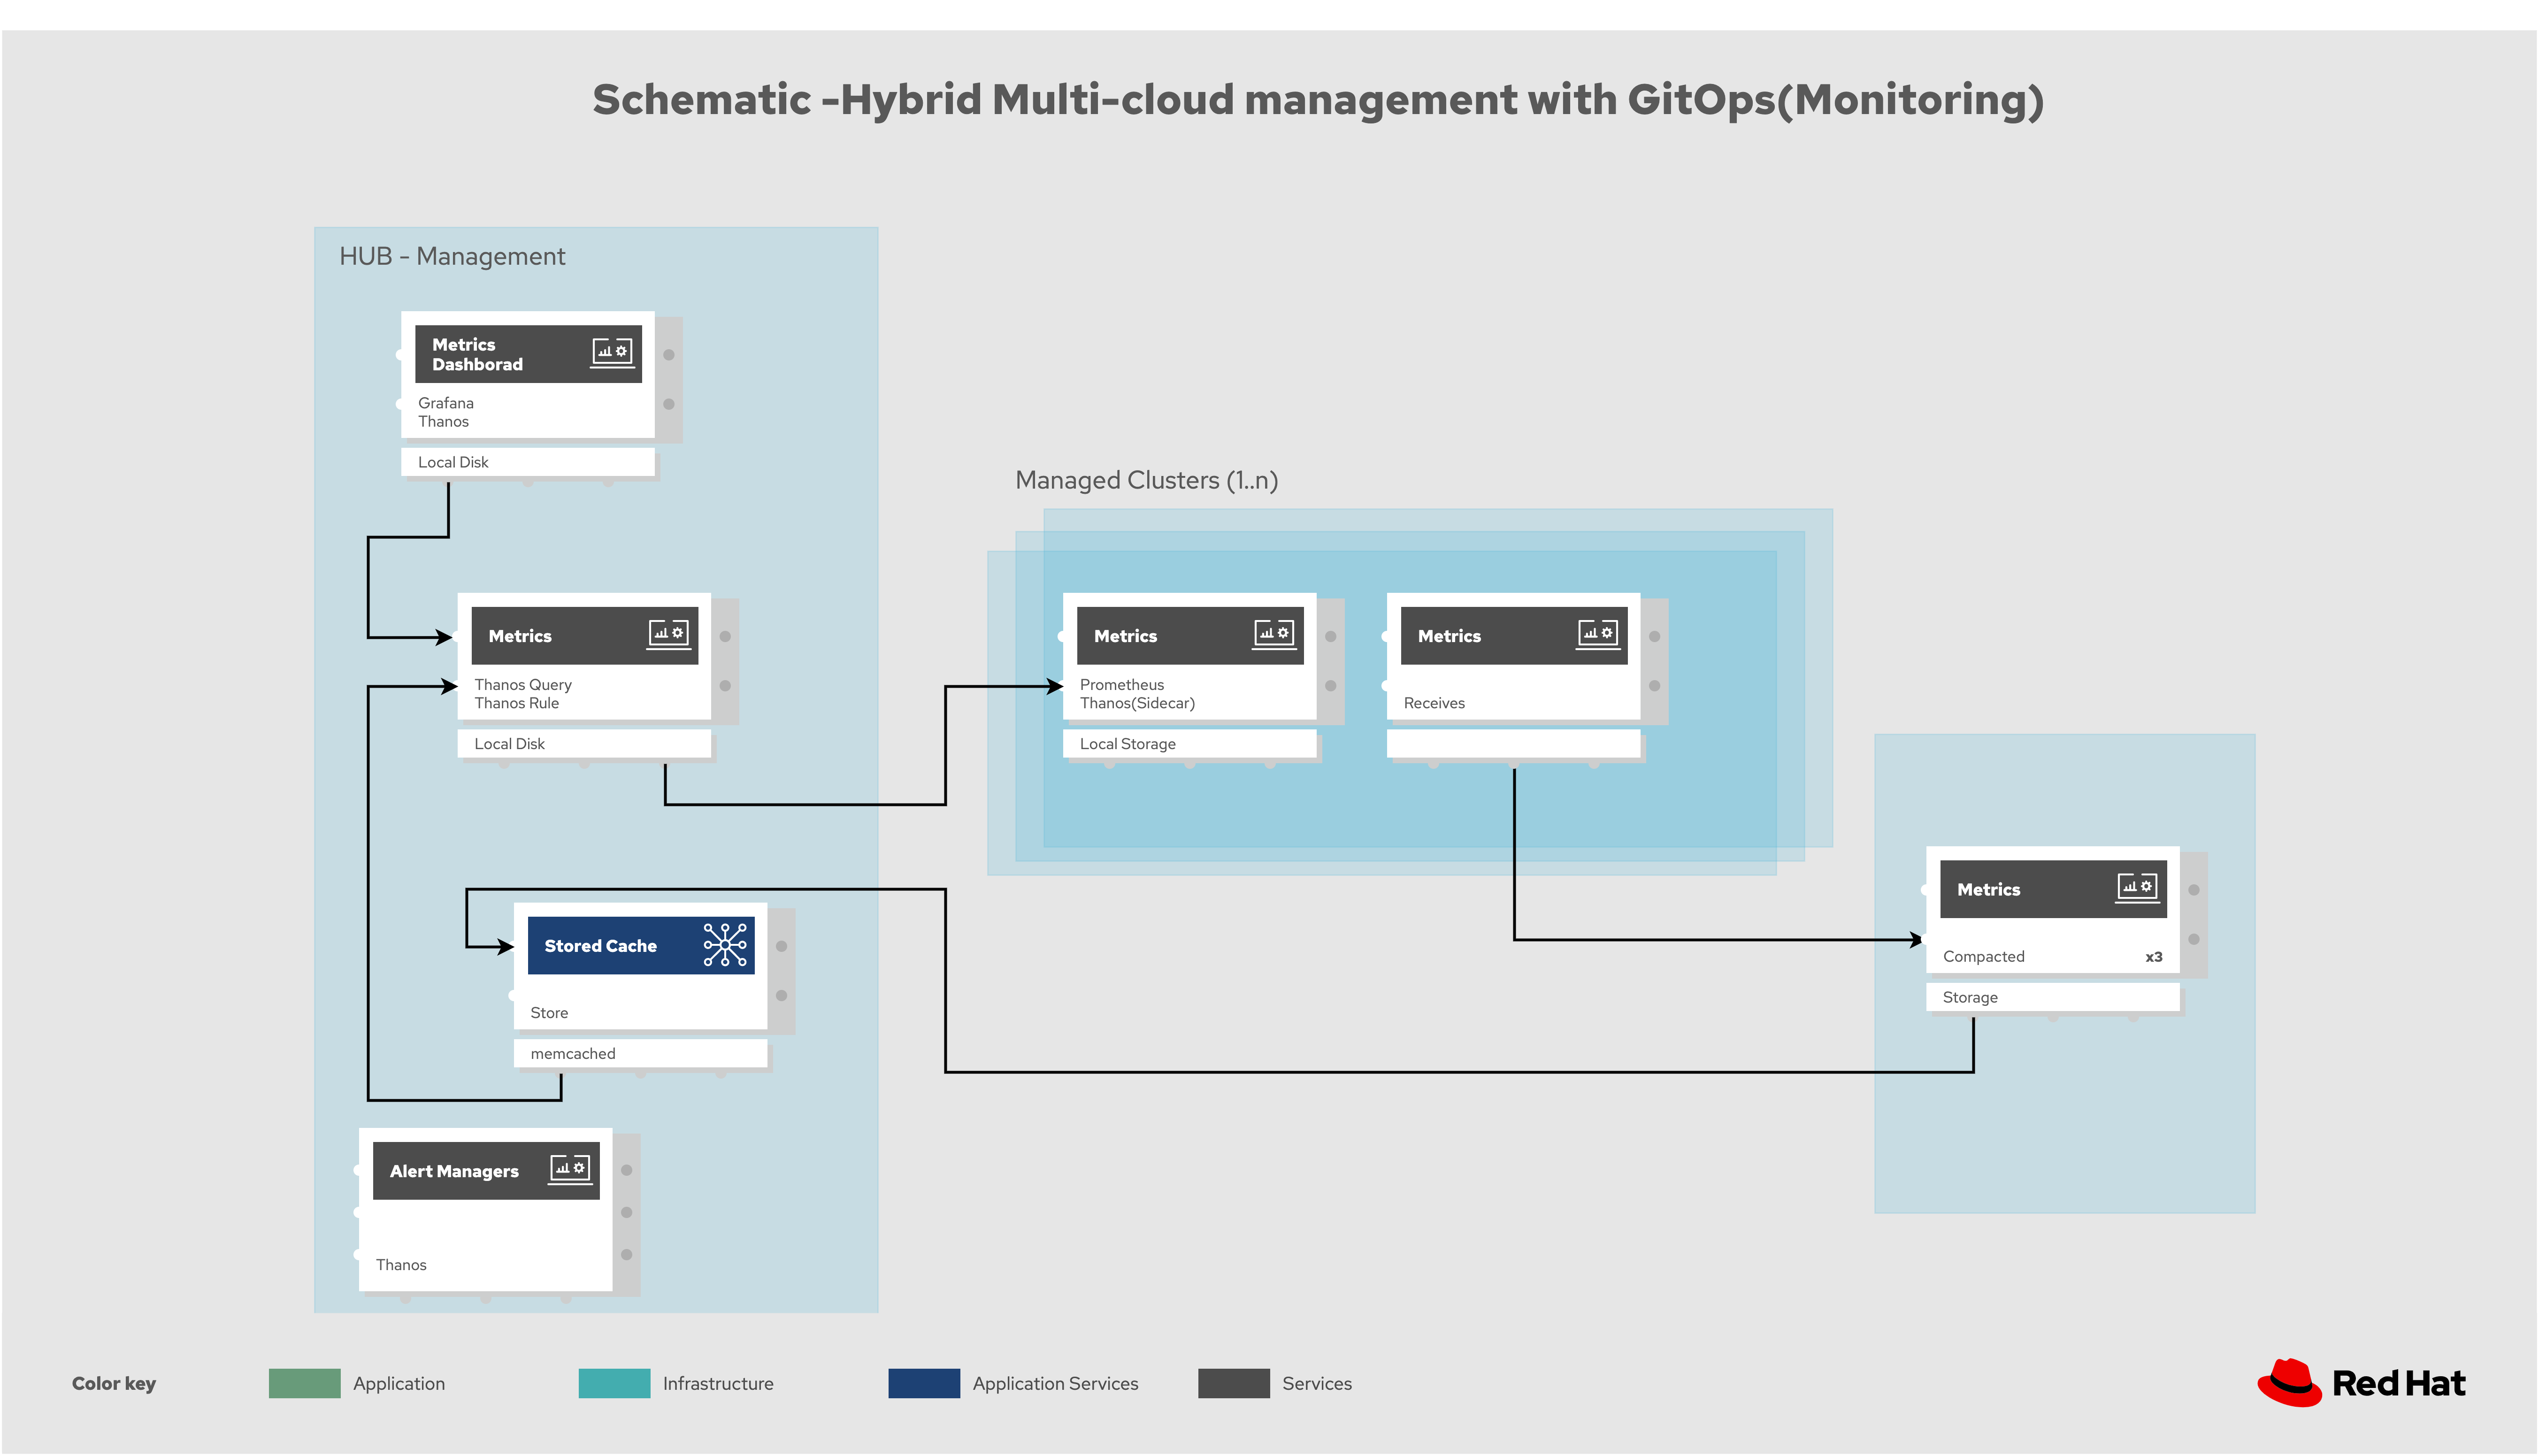 Schematic -Hybrid Multi-cloud management with GitOps(Monitoring)
HUB - Management
Metrics
Dashborad
Grafana
Thanos
Local Disk
Metrics
Thanos Query
Thanos Rule
Local Disk
Stored Cache
Store
memcached
Alert Managers
Thanos
Managed Clusters (1..n)
Metrics
Prometheus
Thanos(Sidecar)
Local Storage
Metrics
Receives
Metrics
Compacted x3
Storage
Color key
Application
Infrastructure
Application Services
Services
Red Hat